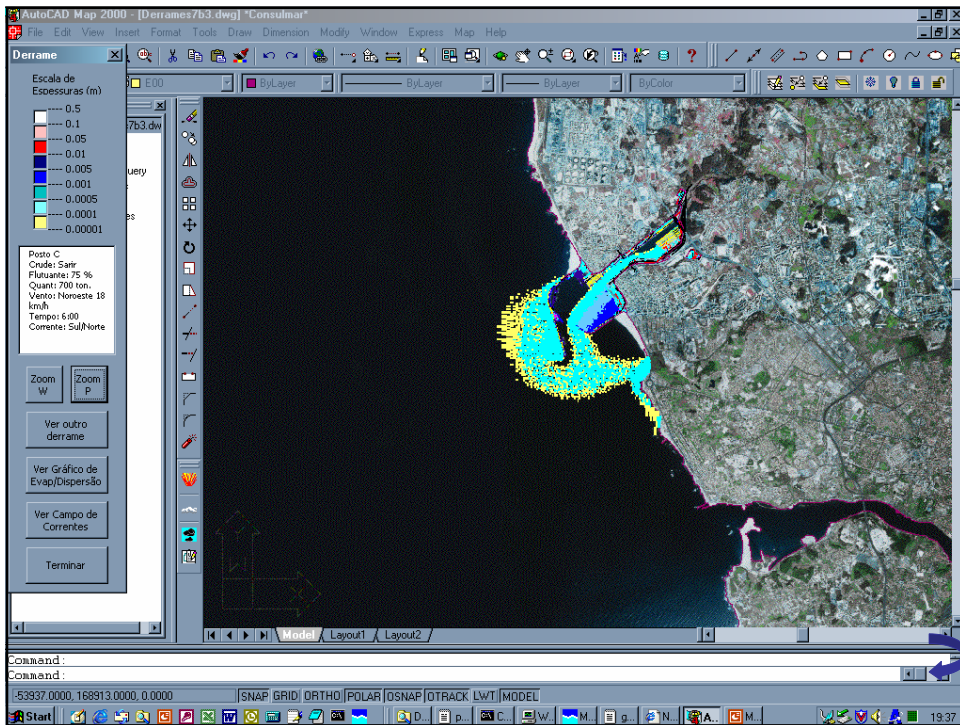 AutoCAD Map 2000 - [Derrames7b3.dwg] *Consulmar*
File Edit View Insert Format Tools Draw Dimension Modify Window Express Map Help
Derrame
E00
ByLayer
ByLayer
ByLayer
ByColor
Escala de
Espessuras (m)
---- 0.5
---- 0.1
---- 0.05
---- 0.01
---- 0.005
---- 0.001
---- 0.0005
---- 0.0001
---- 0.00001
s7b3.dw
uery
es
Posto C
Crude: Sarir
Flutuante: 75 %
Quant: 700 ton.
Vento: Noroeste 18
km/h
Tempo: 6:00
Corrente: Sul/Norte
Zoom
W
Zoom
P
Ver outro
derrame
Ver Gráfico de
Evap/Dispersão
Ver Campo de
Correntes
Terminar
Model Layout1 Layout2
Command:
Command:
-53937.0000, 168913.0000, 0.0000 SNAP GRID ORTHO POLAR OSNAP OTRACK LWT MODEL
Start D... p... C... W... M... g... N... A... M... 19:37